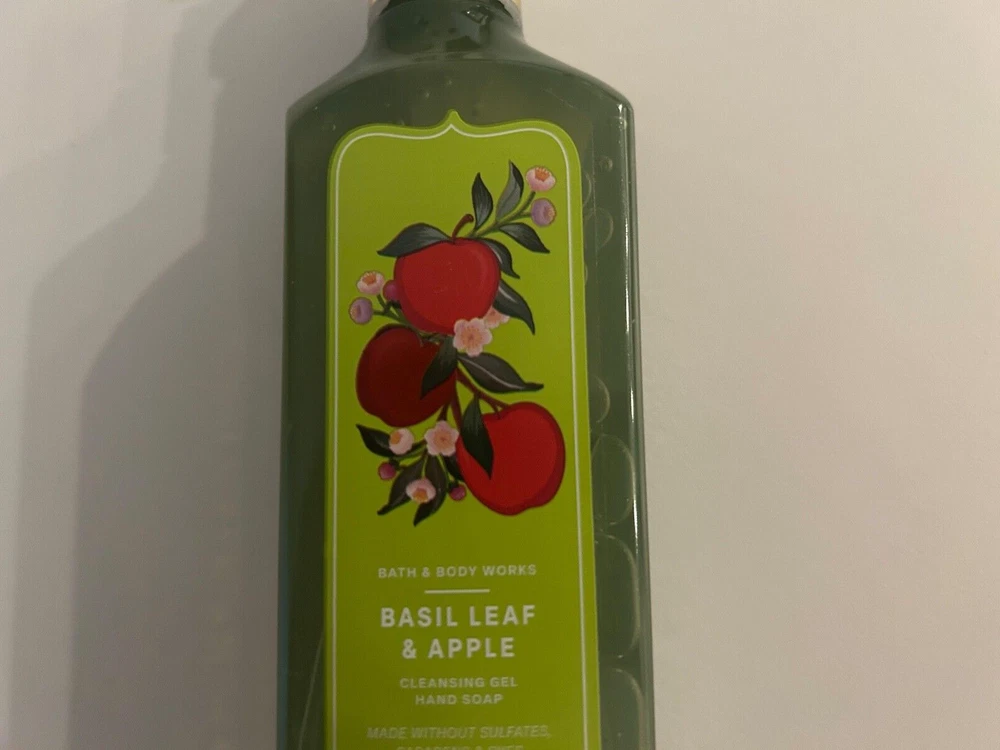 BATH & BODY WORKS
BASIL LEAF
& APPLE
CLEANSING GEL
HAND SOAP
MADE WITHOUT SULFATES,